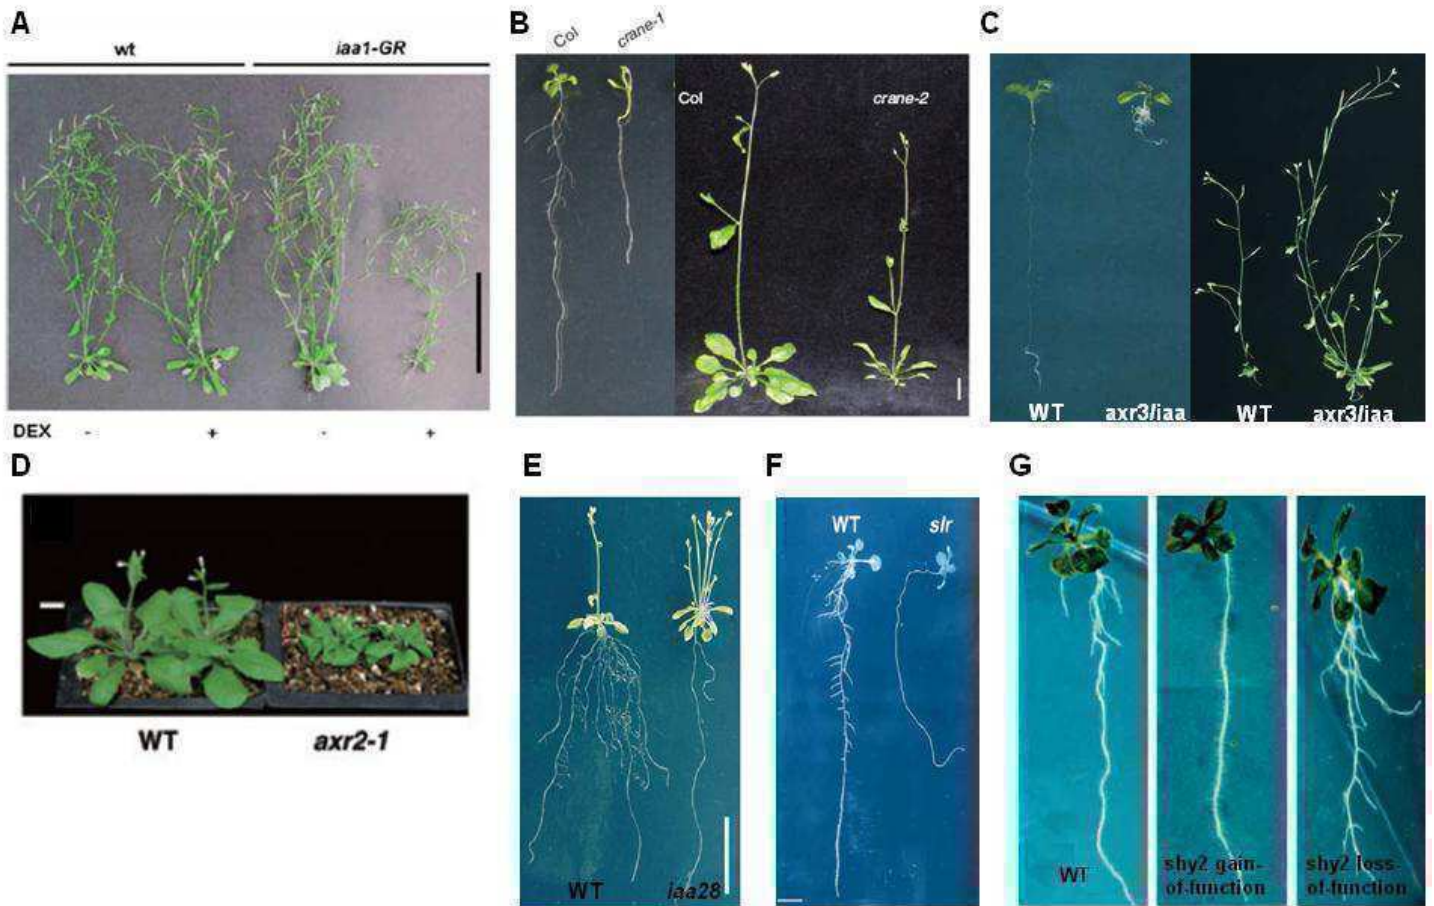 A
wt
iaa1-GR
DEX
-
+
-
+
B
Col
crane-1
Col
crane-2
C
WT
axr3/iaa
WT
axr3/iaa
D
WT
axr2-1
E
WT
iaa28
F
WT
slr
G
WT
shy2 gain-
of-function
shy2 loss-
of-function